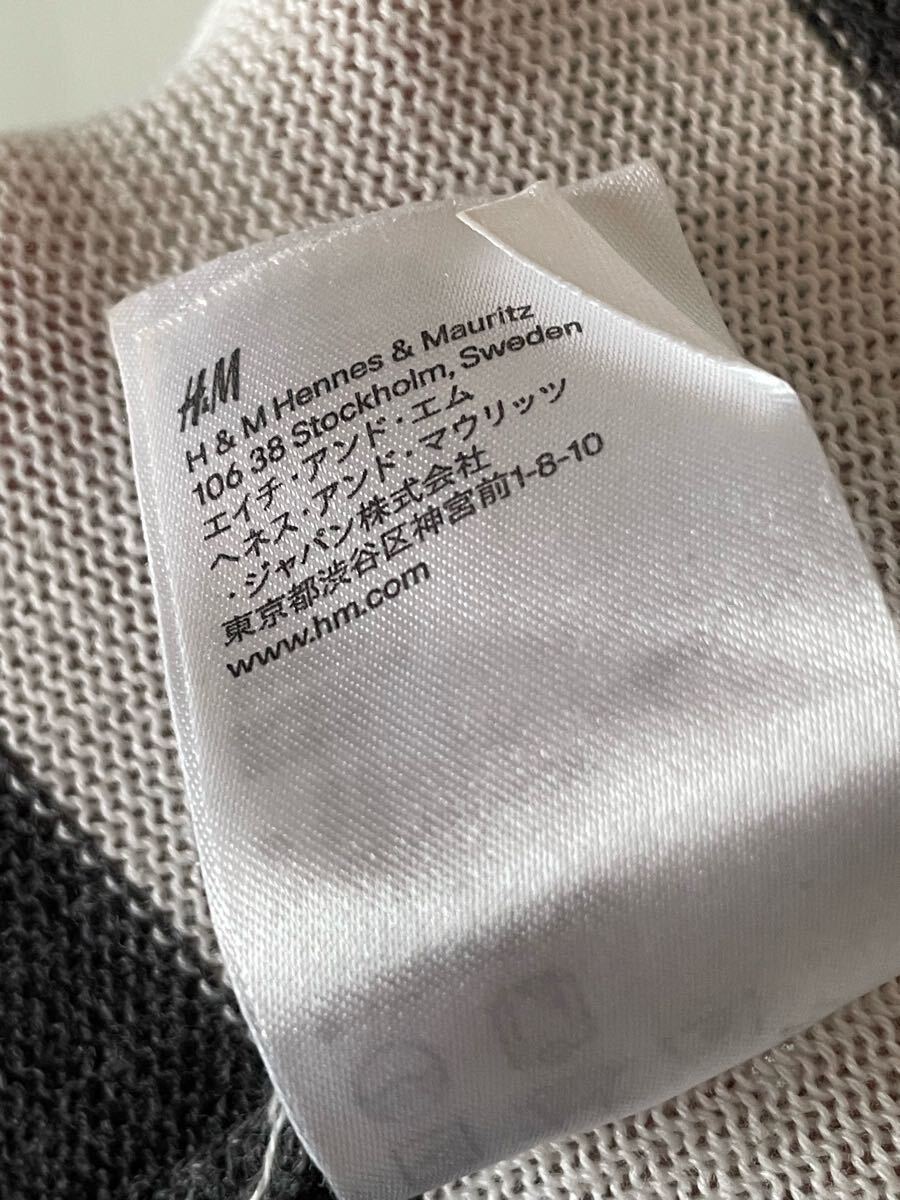 H&M
H & M Hennes & Mauritz
106 38 Stockholm, Sweden
エイチ・アンド・エム
ヘネス・アンド・マウリッツ
・ジャパン株式会社
東京都渋谷区神宮前1-8-10
www.hm.com